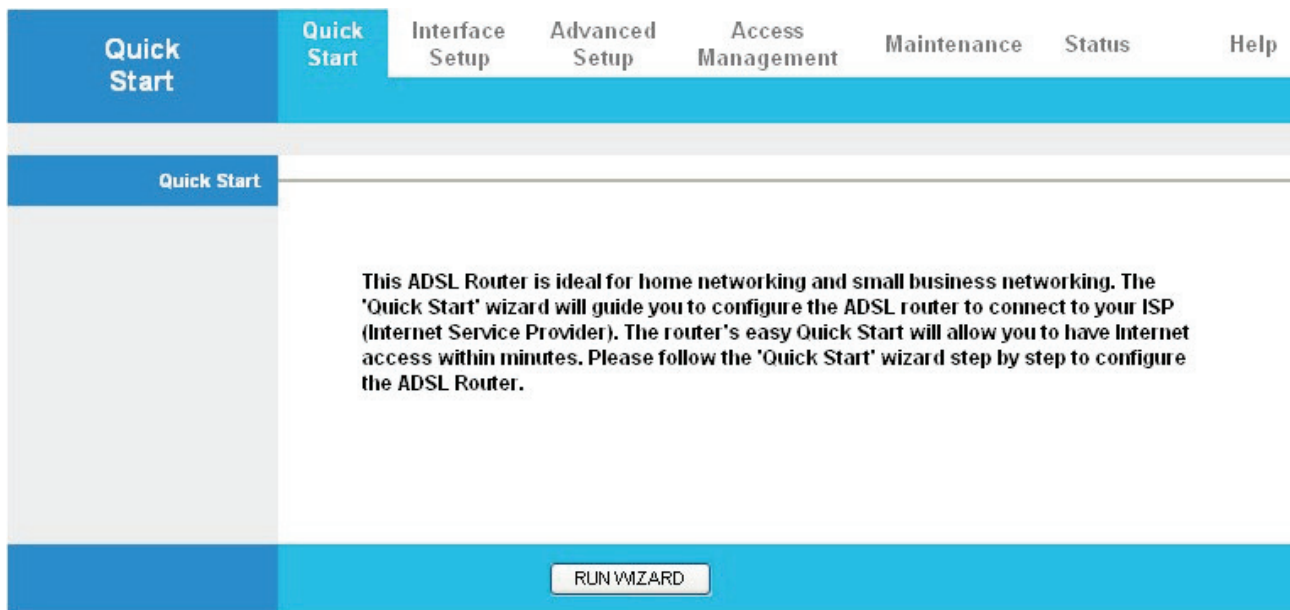 Quick
Start
Quick
Start
Interface
Setup
Advanced
Setup
Access
Management
Maintenance
Status
Help
Quick Start
This ADSL Router is ideal for home networking and small business networking. The
'Quick Start' wizard will guide you to configure the ADSL router to connect to your ISP
(Internet Service Provider). The router's easy Quick Start will allow you to have Internet
access within minutes. Please follow the 'Quick Start' wizard step by step to configure
the ADSL Router.
RUN WIZARD